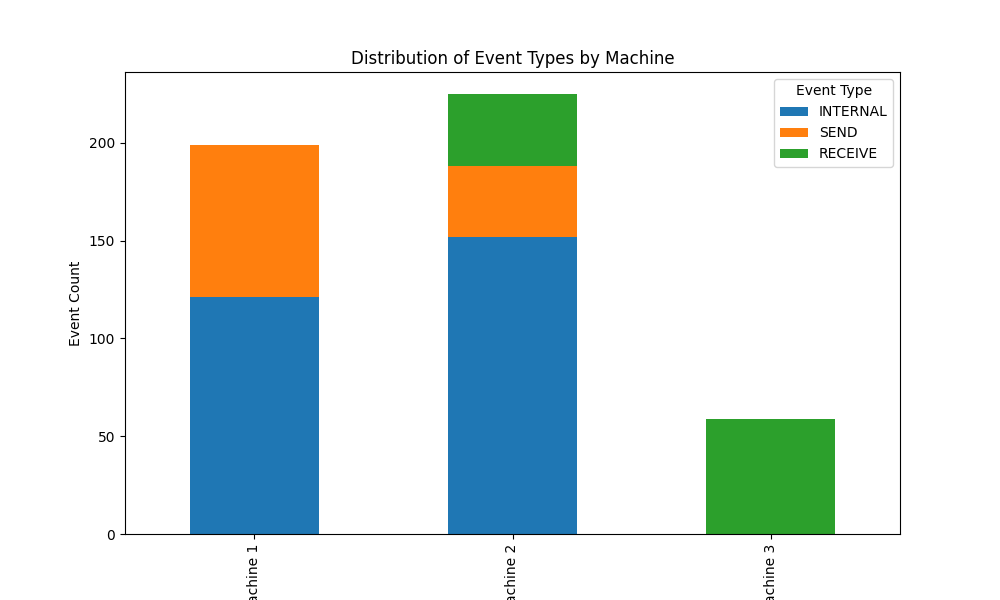 Distribution of Event Types by Machine
Event Type
INTERNAL
SEND
RECEIVE
Event Count
200
150
100
50
0
achine 1
achine 2
achine 3